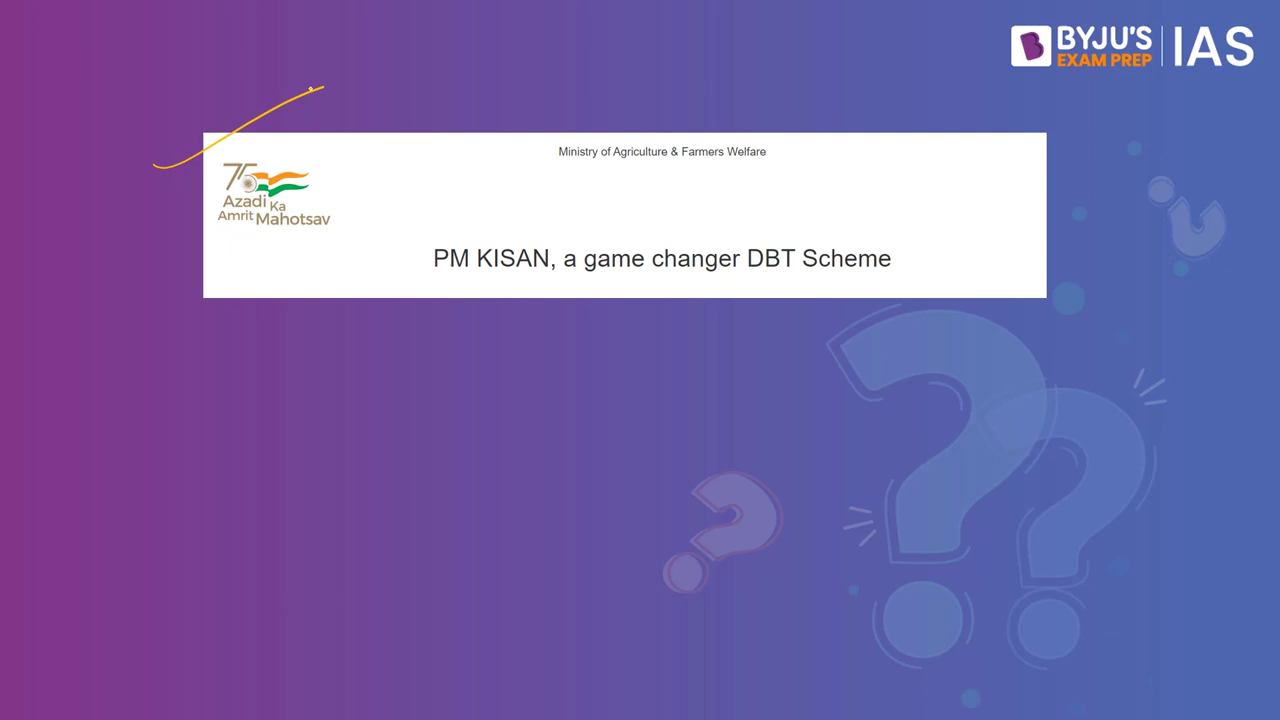 BYJU'S
EXAM PREP
IAS
Ministry of Agriculture & Farmers Welfare
75
Azadi Ka
Amrit Mahotsav
PM KISAN, a game changer DBT Scheme